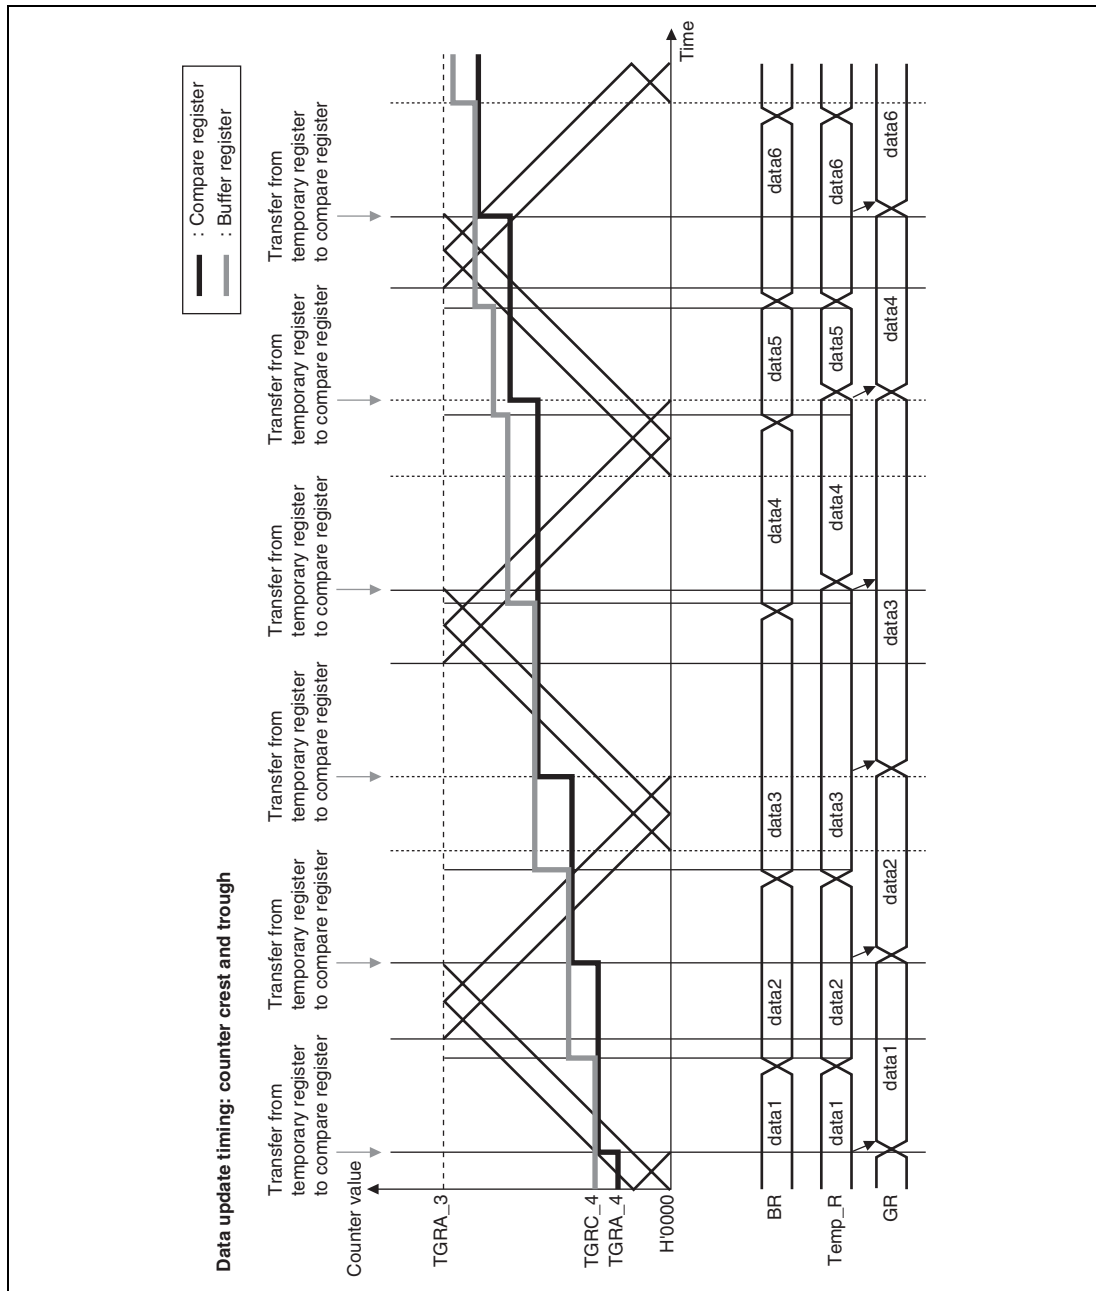 Data update timing: counter crest and trough
: Compare register
: Buffer register
Transfer from
temporary register
to compare register
Transfer from
temporary register
to compare register
Transfer from
temporary register
to compare register
Transfer from
temporary register
to compare register
Transfer from
temporary register
to compare register
Transfer from
temporary register
to compare register
Counter value
TGRA_3
TGRC_4
TGRA_4
H'0000
Time
BR
data1
data2
data3
data4
data5
data6
Temp_R
data1
data2
data3
data4
data5
data6
GR
data1
data2
data3
data4
data6